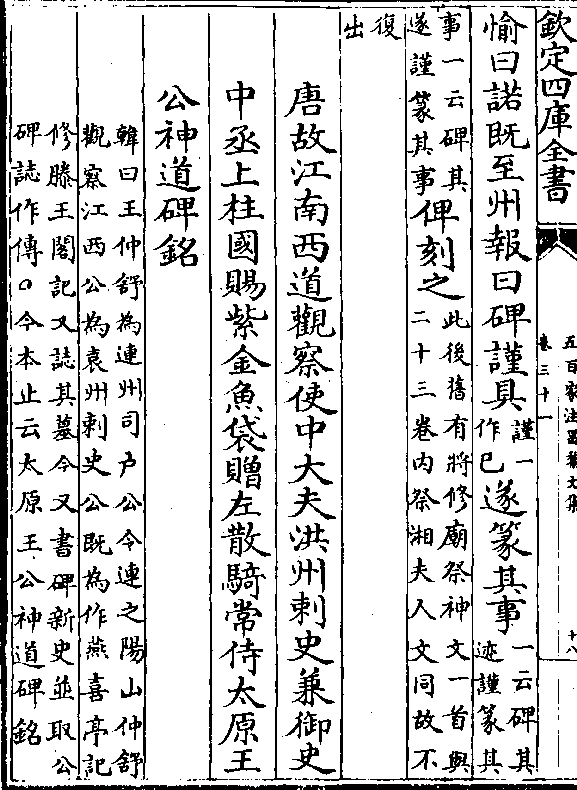 欽定四庫全書
五百家注昌黎文集
卷三十一
十八
愉曰諾既至州報曰碑謹具謹一作已遂篆其事一云碑其
迹謹篆其
事一云碑其
遂謹篆其事俾刻之此後舊有將修廟祭神文一首與
二十三卷內祭湘夫人文同故不
復
出
唐故江南西道觀察使中大夫洪州刺史兼御史
中丞上柱國賜紫金魚袋贈左散騎常侍太原王
公神道碑銘
韓曰王仲舒為連州司户公令連之陽山仲舒
觀察江西公為袁州刺史公既為作燕喜亭記
修滕王閣記又誌其墓今又書碑新史並取公
碑誌作傳○今本止云太原王公神道碑銘